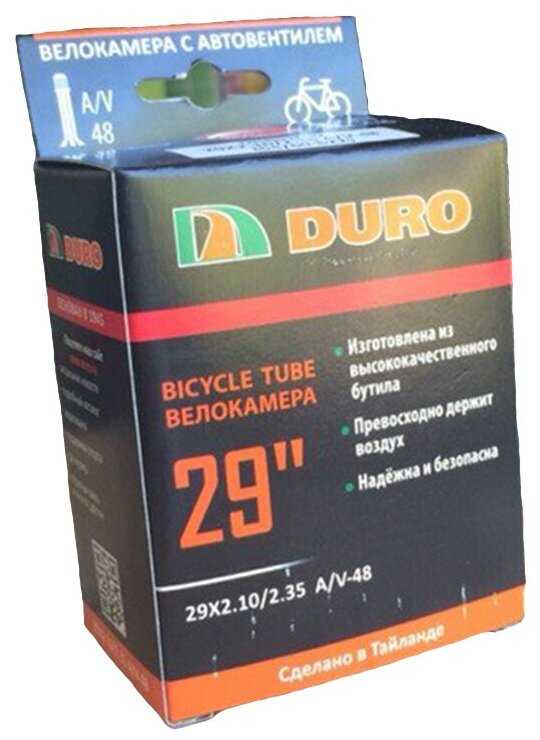 ВЕЛОКАМЕРА С АВТОВЕНТИЛЕМ
A/V
48
DURO
DURO
BICYCLE TUBE
ВЕЛОКАМЕРА
29"
Изготовлена из
высококачественного
бутила
Превосходно держит
воздух
Надёжна и безопасна
29X2.10/2.35 A/V-48
Сделано в Тайланде